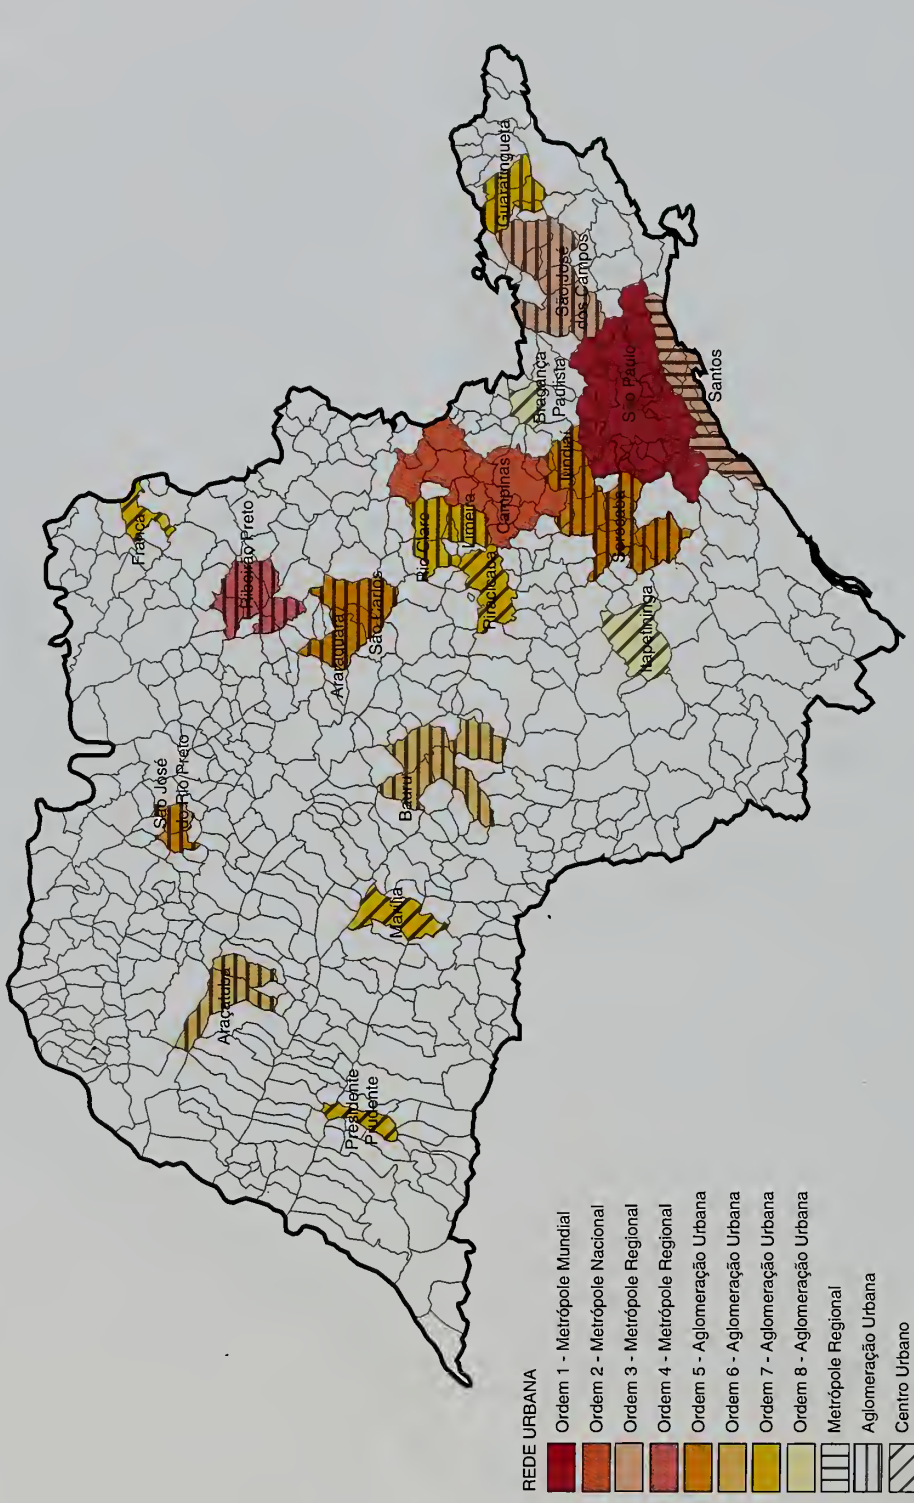 Franca
Ribeirão Preto
São José
do Rio Preto
Araçatuba
Presidente
Prudente
Marília
Bauru
Araraquara
São Carlos
Rio Claro
Limeira
Piracicaba
Campinas
Jundiaí
Sorocaba
Itapetininga
Bragança
Paulista
São Paulo
Santos
São José
dos Campos
Guaratingueta
REDE URBANA
Ordem 1 - Metrópole Mundial
Ordem 2 - Metrópole Nacional
Ordem 3 - Metrópole Regional
Ordem 4 - Metrópole Regional
Ordem 5 - Aglomeração Urbana
Ordem 6 - Aglomeração Urbana
Ordem 7 - Aglomeração Urbana
Ordem 8 - Aglomeração Urbana
Metrópole Regional
Aglomeração Urbana
Centro Urbano